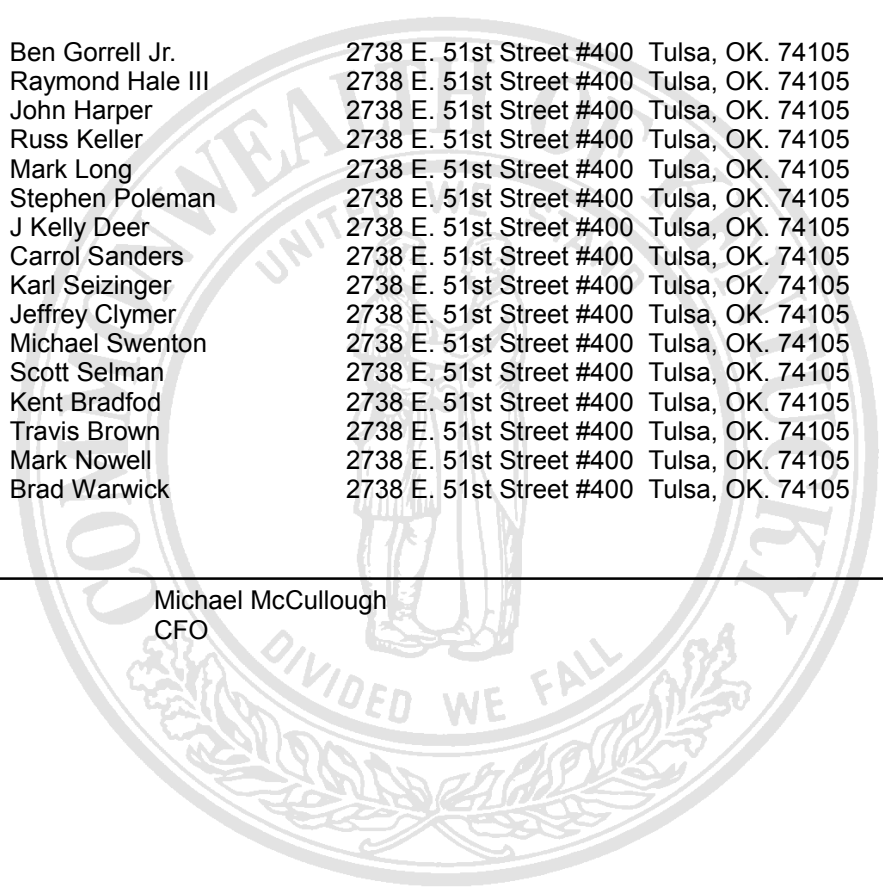 Ben Gorrell Jr. 2738 E. 51st Street #400 Tulsa, OK. 74105
Raymond Hale III 2738 E. 51st Street #400 Tulsa, OK. 74105
John Harper 2738 E. 51st Street #400 Tulsa, OK. 74105
Russ Keller 2738 E. 51st Street #400 Tulsa, OK. 74105
Mark Long 2738 E. 51st Street #400 Tulsa, OK. 74105
Stephen Poleman 2738 E. 51st Street #400 Tulsa, OK. 74105
J Kelly Deer 2738 E. 51st Street #400 Tulsa, OK. 74105
Carrol Sanders 2738 E. 51st Street #400 Tulsa, OK. 74105
Karl Seizinger 2738 E. 51st Street #400 Tulsa, OK. 74105
Jeffrey Clymer 2738 E. 51st Street #400 Tulsa, OK. 74105
Michael Swenton 2738 E. 51st Street #400 Tulsa, OK. 74105
Scott Selman 2738 E. 51st Street #400 Tulsa, OK. 74105
Kent Bradfod 2738 E. 51st Street #400 Tulsa, OK. 74105
Travis Brown 2738 E. 51st Street #400 Tulsa, OK. 74105
Mark Nowell 2738 E. 51st Street #400 Tulsa, OK. 74105
Brad Warwick 2738 E. 51st Street #400 Tulsa, OK. 74105
Michael McCullough
CFO
COMMONWEALTH OF KENTUCKY
UNITED WE STAND
DIVIDED WE FALL